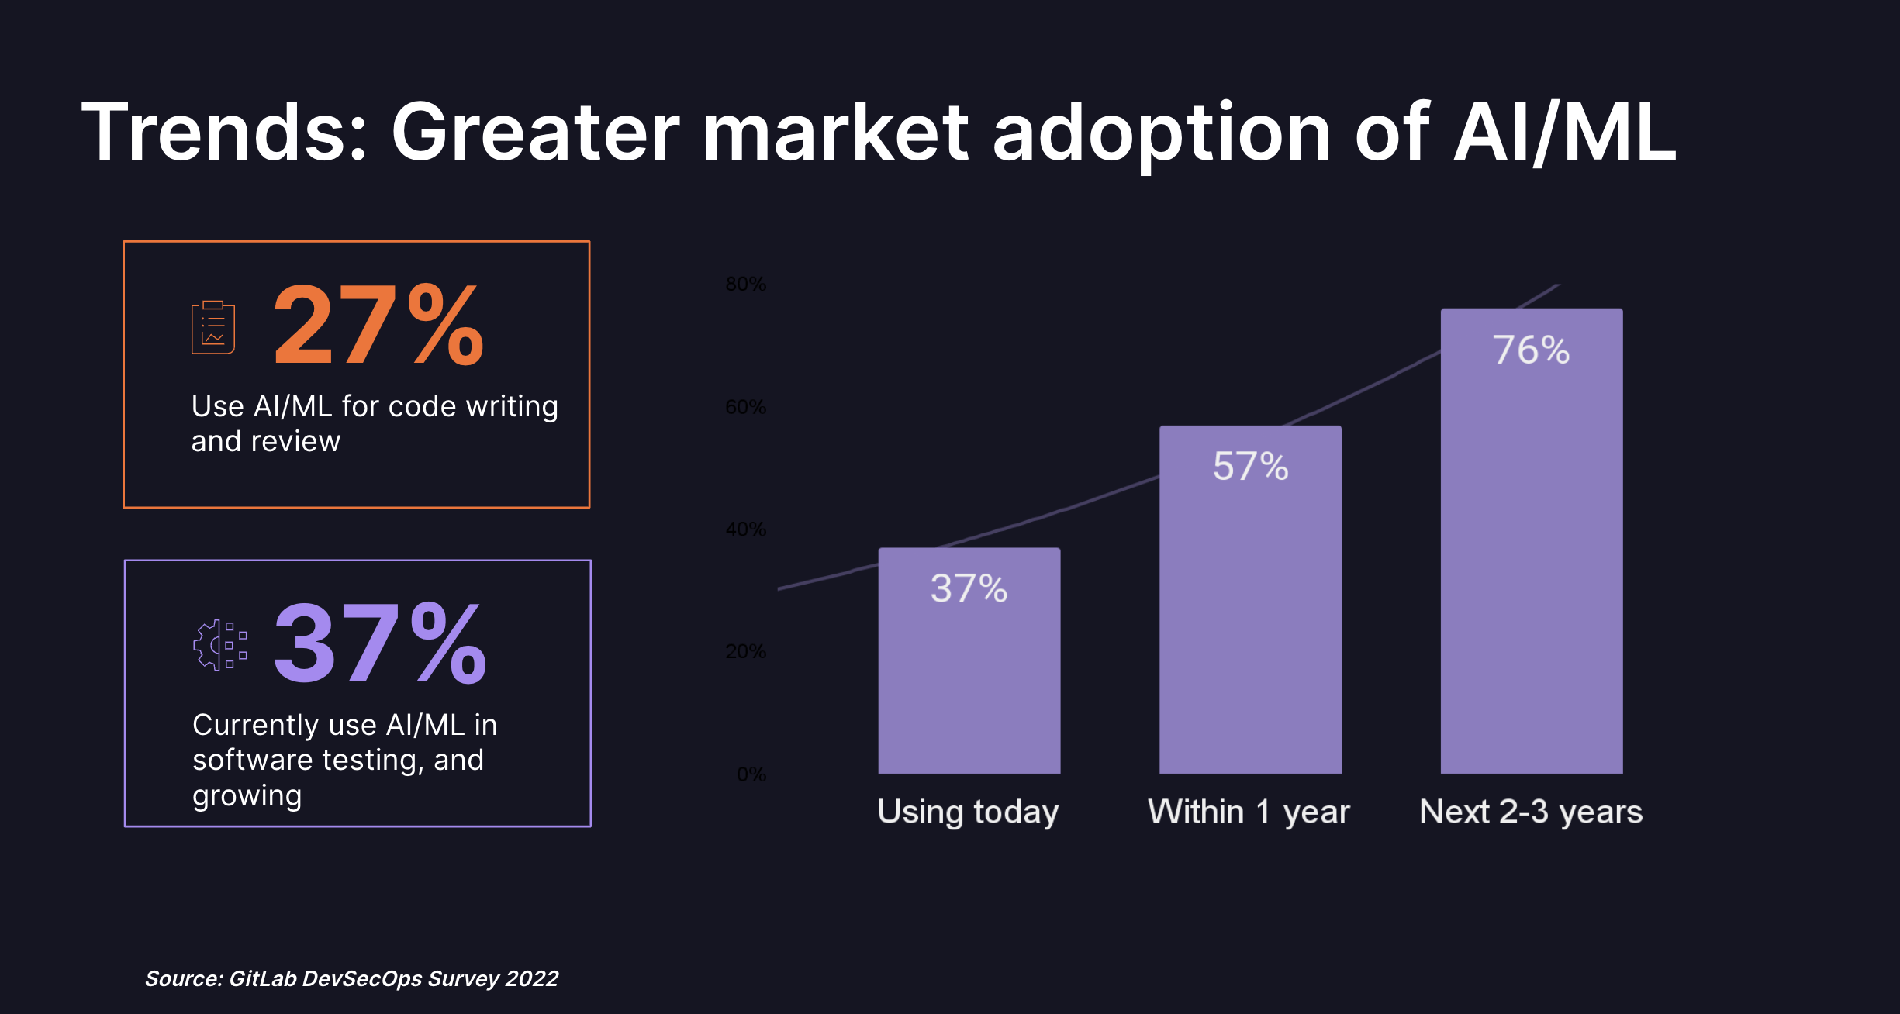 Trends: Greater market adoption of AI/ML
27%
Use AI/ML for code writing
and review
37%
Currently use AI/ML in
software testing, and
growing
80%
60%
40%
20%
0%
37%
57%
76%
Using today
Within 1 year
Next 2-3 years
Source: GitLab DevSecOps Survey 2022